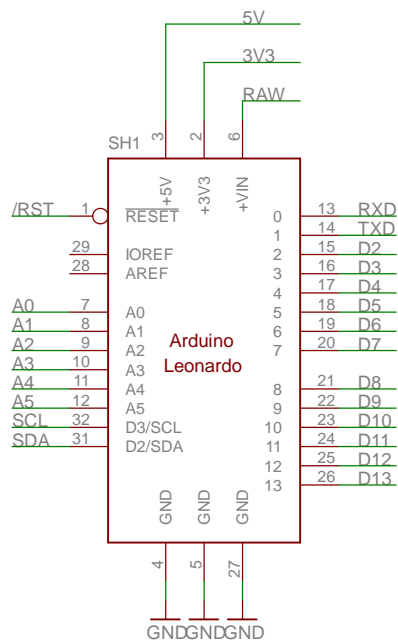 5V
3V3
RAW
SH1
3
2
6
+5V
+3V3
+VIN
/RST 1 RESET 0 13 RXD
1 14 TXD
29 IOREF 2 15 D2
28 AREF 3 16 D3
4 17 D4
A0 7 A0 5 18 D5
A1 8 A1 6 19 D6
A2 9 A2 7 20 D7
A3 10 A3
A4 11 A4 8 21 D8
A5 12 A5 9 22 D9
SCL 32 D3/SCL 10 23 D10
SDA 31 D2/SDA 11 24 D11
12 25 D12
13 26 D13
Arduino
Leonardo
GND GND GND
4 5 27
GND GND GND